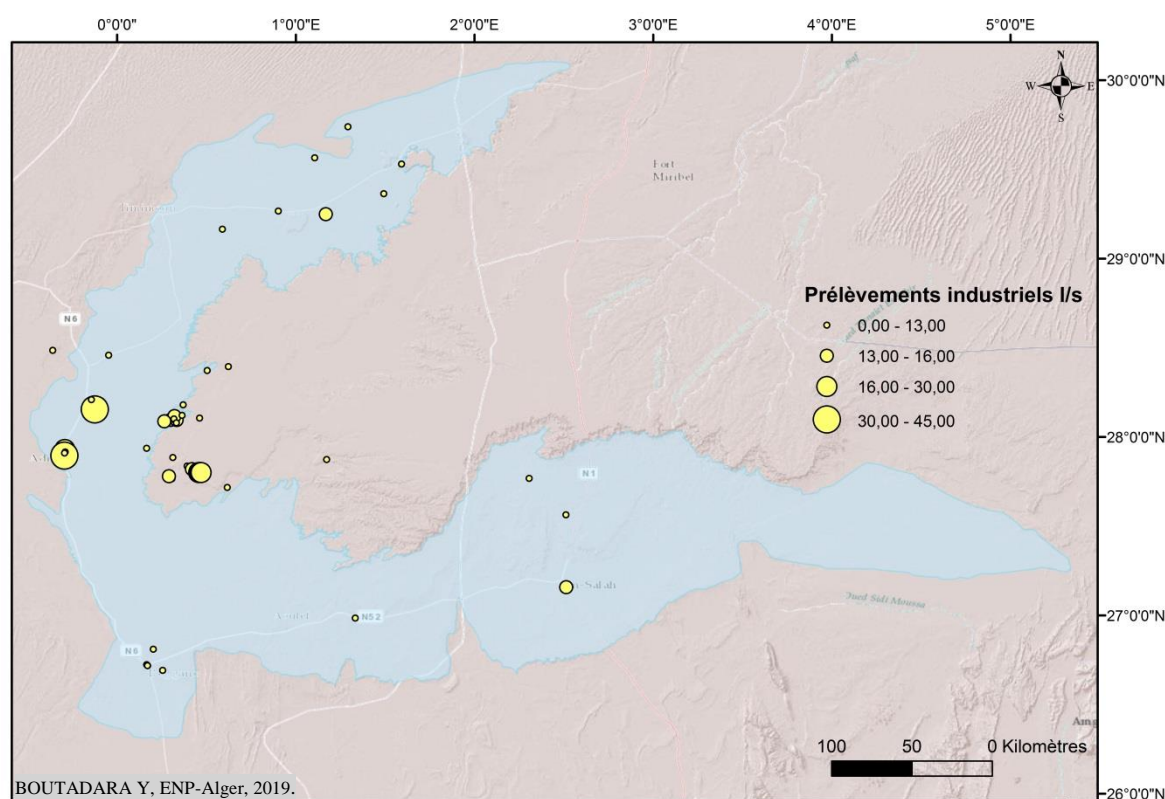 0°0'0"E 1°0'0"E 2°0'0"E 3°0'0"E 4°0'0"E 5°0'0"E
N
W E
S
30°0'0"N
Fort
Miribel
29°0'0"N
Prélèvements industriels l/s
N6
0,00 - 13,00
13,00 - 16,00
16,00 - 30,00
30,00 - 45,00
28°0'0"N
N1
Oued Sidi Moussa
27°0'0"N
N52
N6
100 50 0 Kilomètres
BOUTADARA Y, ENP-Alger, 2019.
26°0'0"N